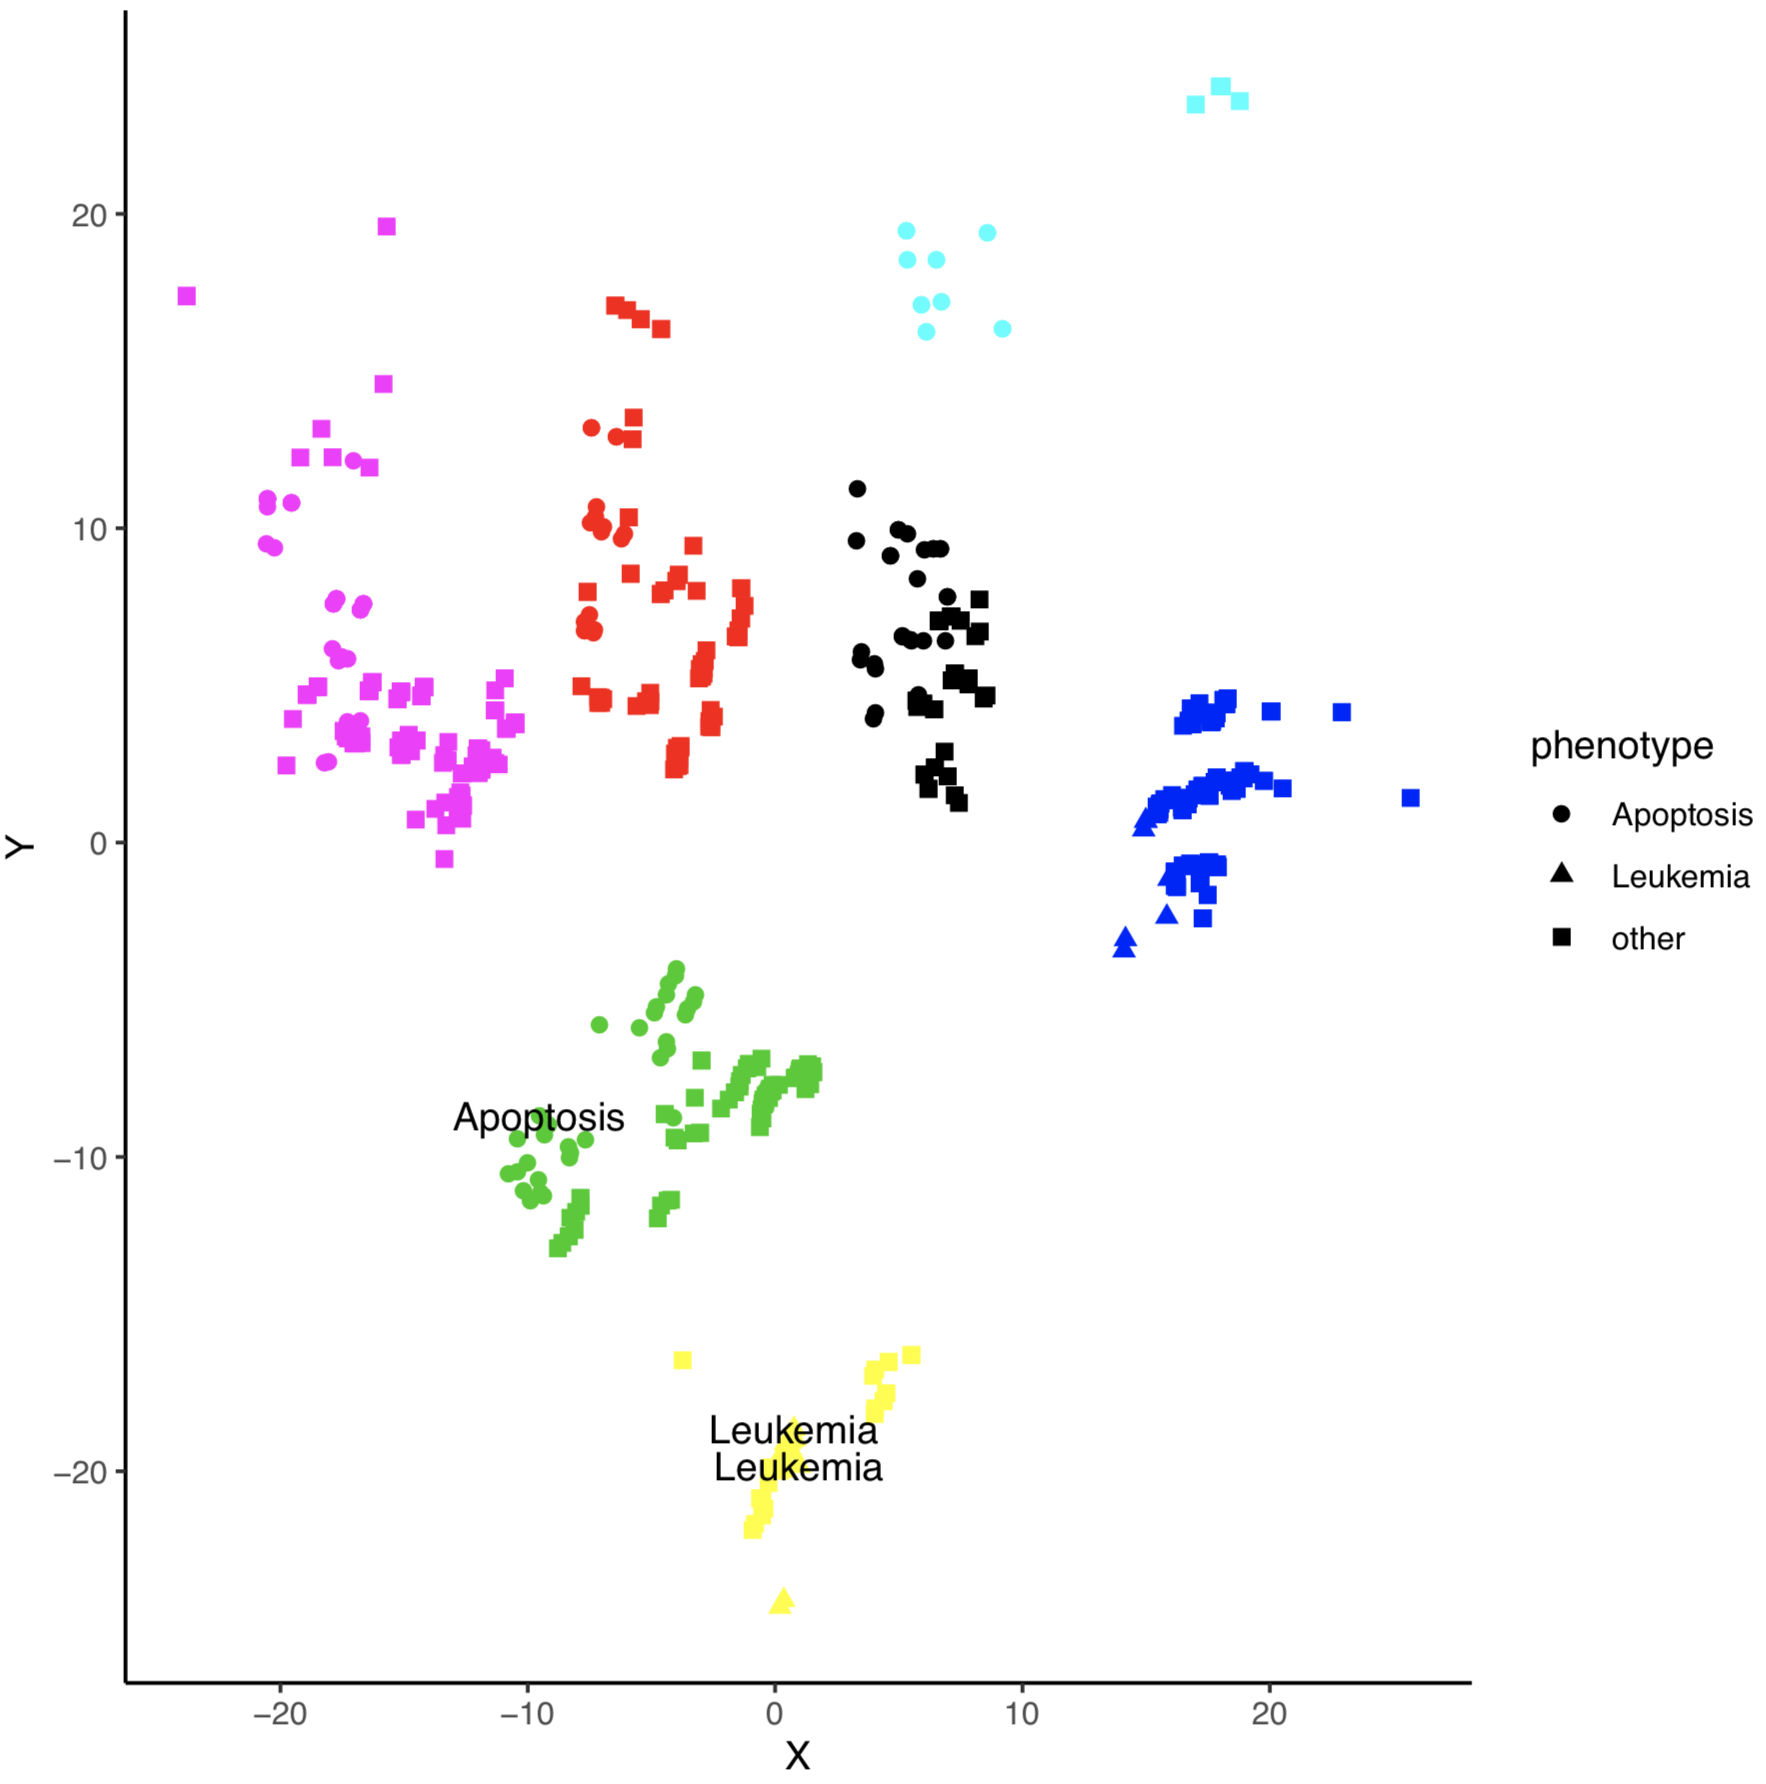 20
10
0
−10
−20
Y
Apoptosis
Leukemia
Leukemia
−20
−10
0
10
20
X
phenotype
Apoptosis
Leukemia
other